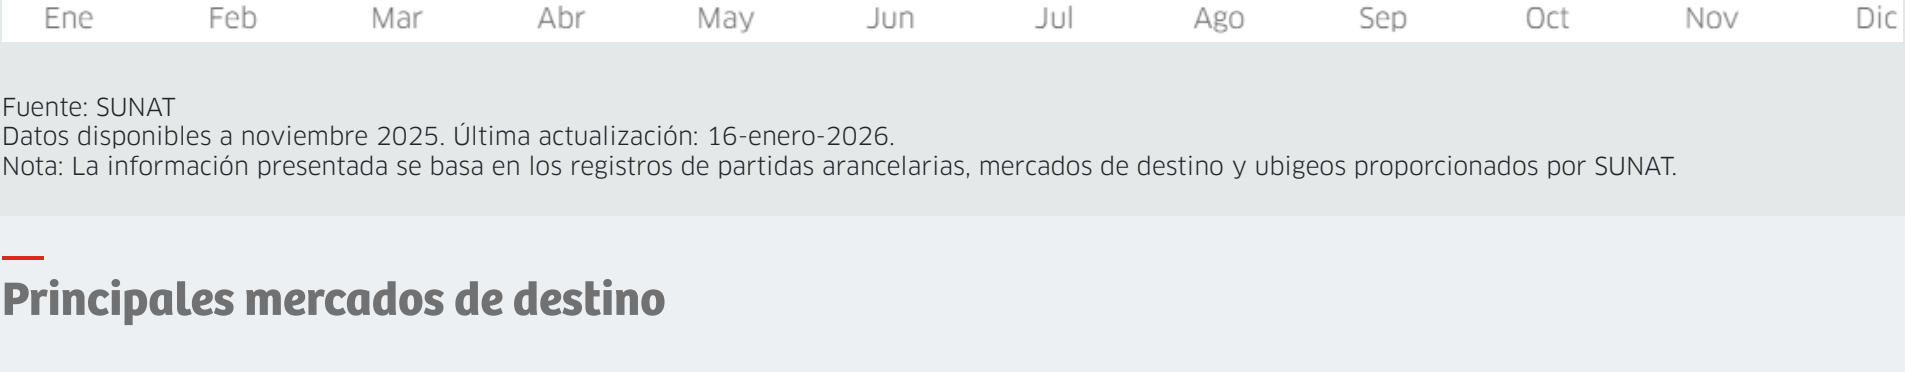 Ene Feb Mar Abr May Jun Jul Ago Sep Oct Nov Dic
Fuente: SUNAT
Datos disponibles a noviembre 2025. Última actualización: 16-enero-2026.
Nota: La información presentada se basa en los registros de partidas arancelarias, mercados de destino y ubigeos proporcionados por SUNAT.
Principales mercados de destino